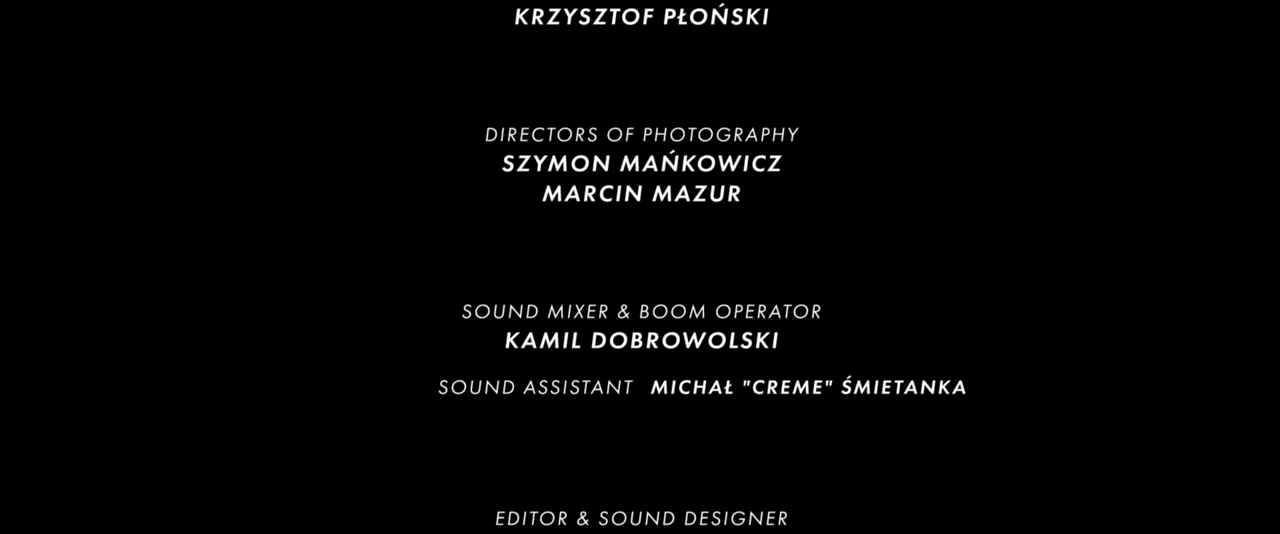 KRZYSZTOF PŁOŃSKI
DIRECTORS OF PHOTOGRAPHY
SZYMON MAŃKOWICZ
MARCIN MAZUR
SOUND MIXER & BOOM OPERATOR
KAMIL DOBROWOLSKI
SOUND ASSISTANT MICHAŁ "CREME" ŚMIETANKA
EDITOR & SOUND DESIGNER